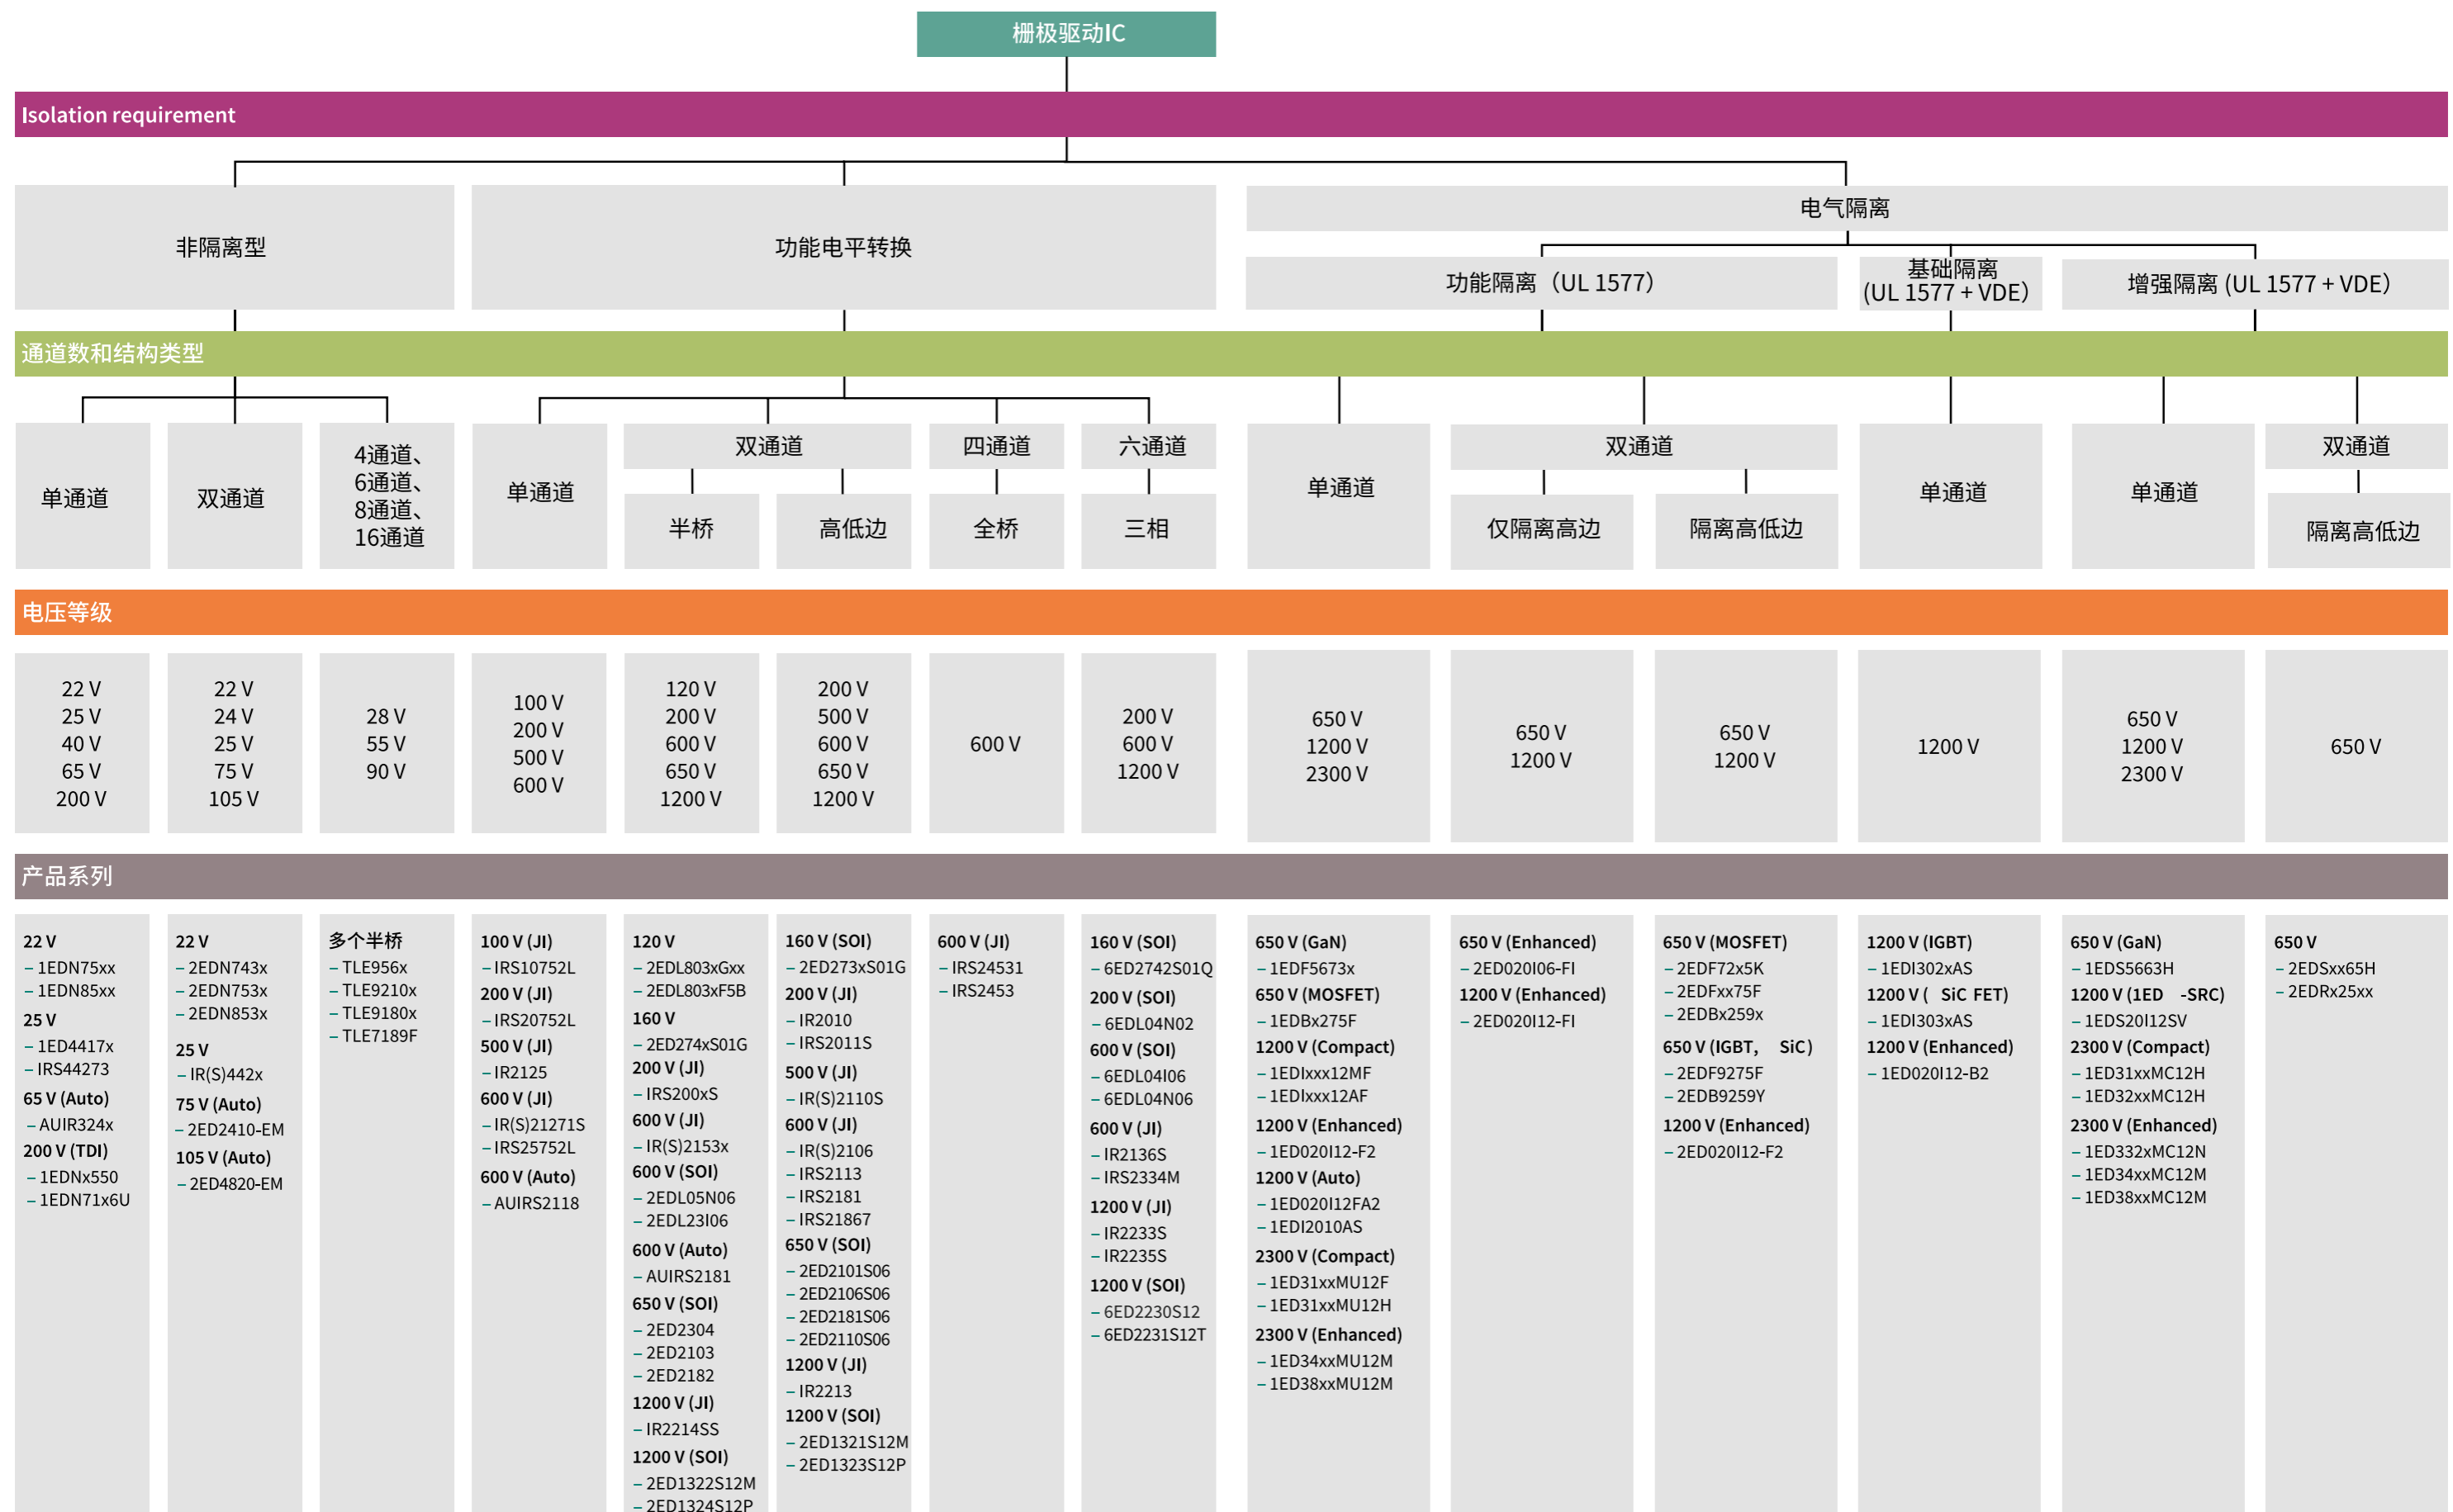 栅极驱动IC
Isolation requirement
非隔离型
功能电平转换
电气隔离
功能隔离（UL 1577）
基础隔离
(UL 1577 + VDE）
增强隔离 (UL 1577 + VDE）
通道数和结构类型
单通道
双通道
4通道、
6通道、
8通道、
16通道
单通道
双通道
半桥
高低边
四通道
全桥
六通道
三相
单通道
双通道
仅隔离高边
隔离高低边
单通道
单通道
双通道
隔离高低边
电压等级
22 V
25 V
40 V
65 V
200 V
22 V
24 V
25 V
75 V
105 V
28 V
55 V
90 V
100 V
200 V
500 V
600 V
120 V
200 V
600 V
650 V
1200 V
200 V
500 V
600 V
650 V
1200 V
600 V
200 V
600 V
1200 V
650 V
1200 V
2300 V
650 V
1200 V
650 V
1200 V
1200 V
650 V
1200 V
2300 V
650 V
产品系列
22 V
– 1EDN75xx
– 1EDN85xx
25 V
– 1ED4417x
– IRS44273
65 V (Auto)
– AUIR324x
200 V (TDI)
– 1EDNx550
– 1EDN71x6U
22 V
– 2EDN743x
– 2EDN753x
– 2EDN853x
25 V
– IR(S)442x
75 V (Auto)
– 2ED2410-EM
105 V (Auto)
– 2ED4820-EM
多个半桥
– TLE956x
– TLE9210x
– TLE9180x
– TLE7189F
100 V (JI)
– IRS10752L
200 V (JI)
– IRS20752L
500 V (JI)
– IR2125
600 V (JI)
– IR(S)21271S
– IRS25752L
600 V (Auto)
– AUIRS2118
120 V
– 2EDL803xGxx
– 2EDL803xF5B
160 V
– 2ED274xS01G
200 V (JI)
– IRS200xS
600 V (JI)
– IR(S)2153x
600 V (SOI)
– 2EDL05N06
– 2EDL23I06
600 V (Auto)
– AUIRS2181
650 V (SOI)
– 2ED2304
– 2ED2103
– 2ED2182
1200 V (JI)
– IR2214SS
1200 V (SOI)
– 2ED1322S12M
– 2ED1324S12P
160 V (SOI)
– 2ED273xS01G
200 V (JI)
– IR2010
– IRS2011S
500 V (JI)
– IR(S)2110S
600 V (JI)
– IR(S)2106
– IRS2113
– IRS2181
– IRS21867
650 V (SOI)
– 2ED2101S06
– 2ED2106S06
– 2ED2181S06
– 2ED2110S06
1200 V (JI)
– IR2213
1200 V (SOI)
– 2ED1321S12M
– 2ED1323S12P
600 V (JI)
– IRS24531
– IRS2453
160 V (SOI)
– 6ED2742S01Q
200 V (SOI)
– 6EDL04N02
600 V (SOI)
– 6EDL04I06
– 6EDL04N06
600 V (JI)
– IR2136S
– IRS2334M
1200 V (JI)
– IR2233S
– IR2235S
1200 V (SOI)
– 6ED2230S12
– 6ED2231S12T
650 V (GaN)
– 1EDF5673x
650 V (MOSFET)
– 1EDBx275F
1200 V (Compact)
– 1EDIxxx12MF
– 1EDIxxx12AF
1200 V (Enhanced)
– 1ED020I12-F2
1200 V (Auto)
– 1ED020I12FA2
– 1EDI2010AS
2300 V (Compact)
– 1ED31xxMU12F
– 1ED31xxMU12H
2300 V (Enhanced)
– 1ED34xxMU12M
– 1ED38xxMU12M
650 V (Enhanced)
– 2ED020I06-FI
1200 V (Enhanced)
– 2ED020I12-FI
650 V (MOSFET)
– 2EDF72x5K
– 2EDFxx75F
– 2EDBx259x
650 V (IGBT， SiC)
– 2EDF9275F
– 2EDB9259Y
1200 V (Enhanced)
– 2ED020I12-F2
1200 V (IGBT)
– 1EDI302xAS
1200 V ( SiC FET)
– 1EDI303xAS
1200 V (Enhanced)
– 1ED020I12-B2
650 V (GaN)
– 1EDS5663H
1200 V (1ED -SRC)
– 1EDS20I12SV
2300 V (Compact)
– 1ED31xxMC12H
– 1ED32xxMC12H
2300 V (Enhanced)
– 1ED332xMC12N
– 1ED34xxMC12M
– 1ED38xxMC12M
650 V
– 2EDSxx65H
– 2EDRx25xx